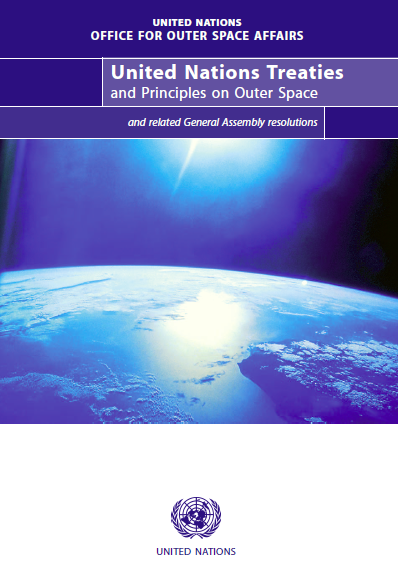 UNITED NATIONS
OFFICE FOR OUTER SPACE AFFAIRS
United Nations Treaties
and Principles on Outer Space
and related General Assembly resolutions
UNITED NATIONS